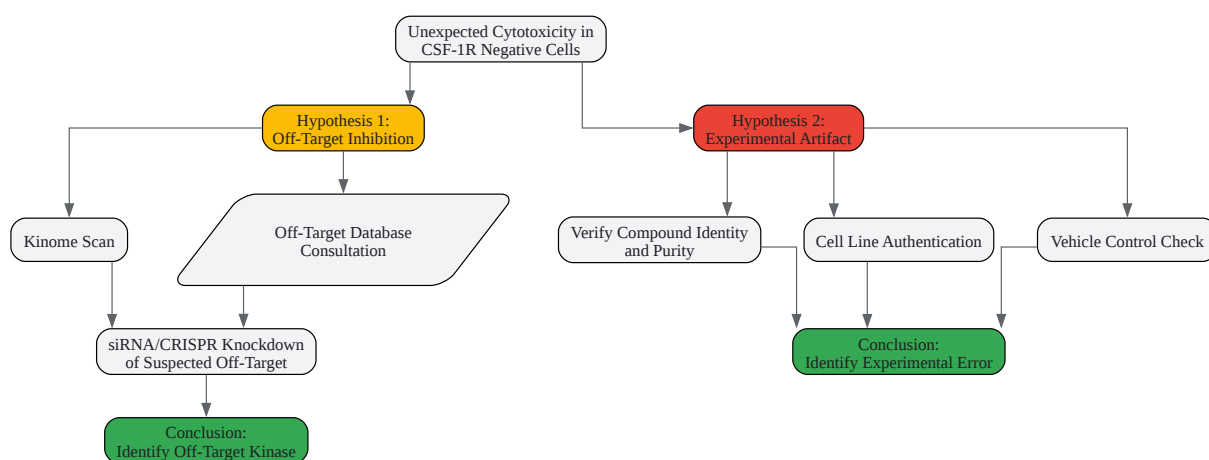 Unexpected Cytotoxicity in
CSF-1R Negative Cells
Hypothesis 1:
Off-Target Inhibition
Hypothesis 2:
Experimental Artifact
Kinome Scan
Off-Target Database
Consultation
Verify Compound Identity
and Purity
Cell Line Authentication
Vehicle Control Check
siRNA/CRISPR Knockdown
of Suspected Off-Target
Conclusion:
Identify Experimental Error
Conclusion:
Identify Off-Target Kinase